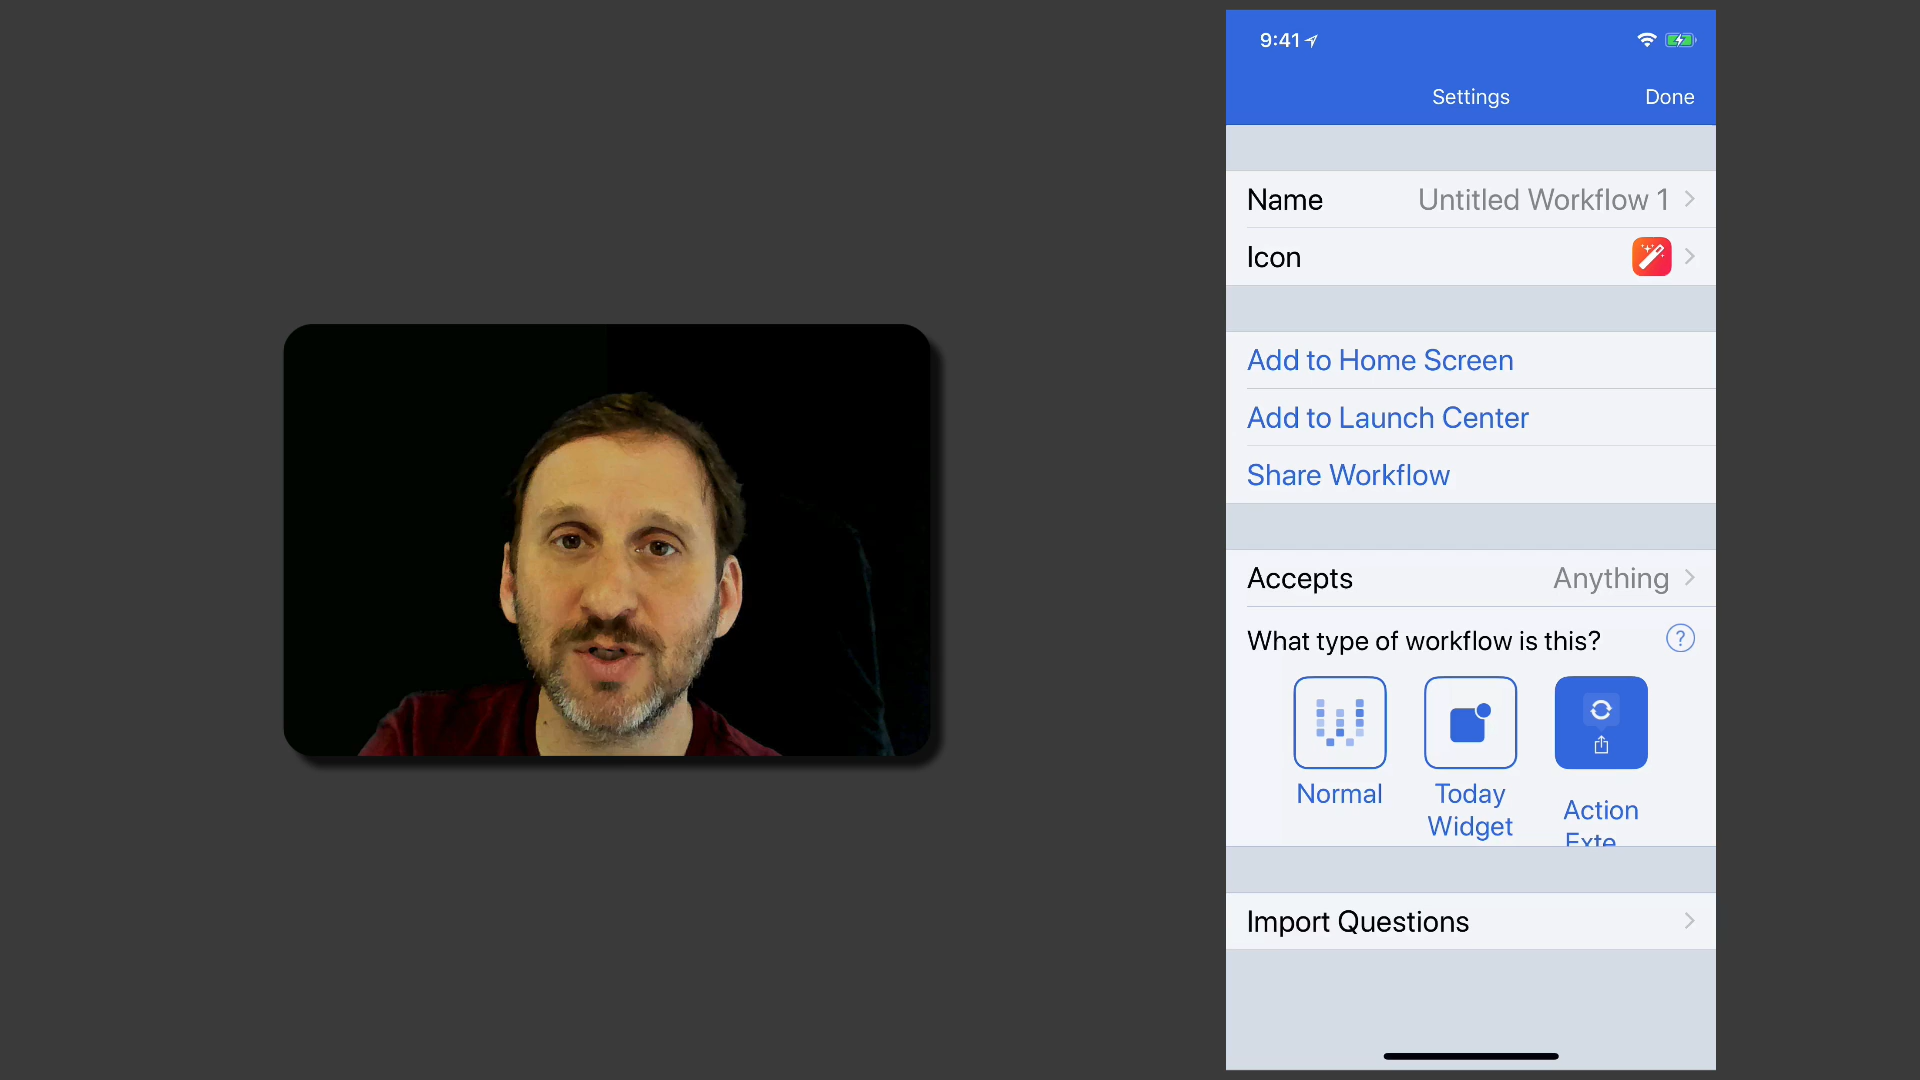 9:41
Settings Done
Name Untitled Workflow 1
Icon
Add to Home Screen
Add to Launch Center
Share Workflow
Accepts Anything
What type of workflow is this? ?
Normal Today Action
Widget Exte
Import Questions